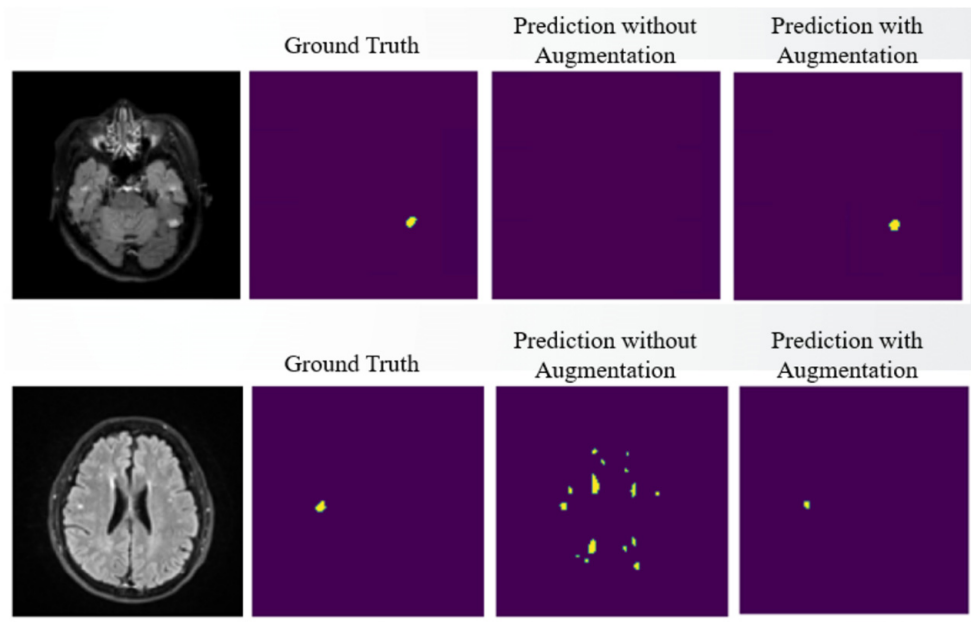 Ground Truth
Prediction without
Augmentation
Prediction with
Augmentation
Ground Truth
Prediction without
Augmentation
Prediction with
Augmentation